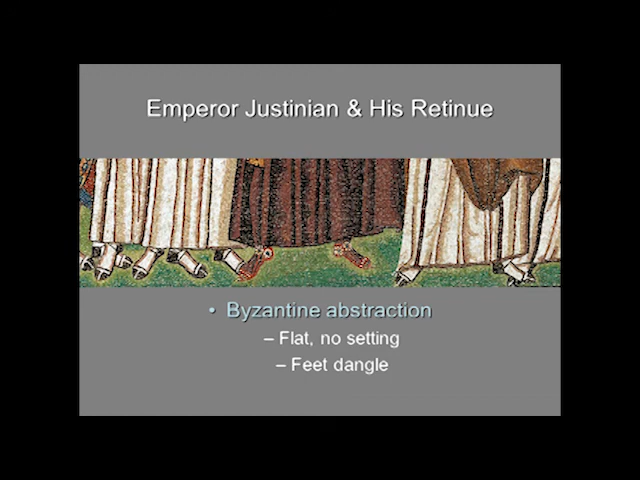 Emperor Justinian & His Retinue
• Byzantine abstraction
– Flat, no setting
– Feet dangle